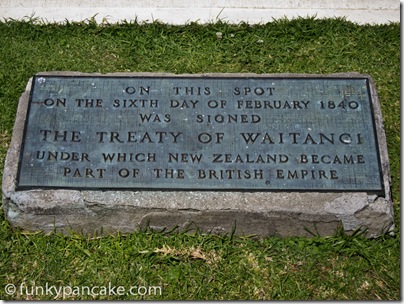 ON THIS SPOT
ON THE SIXTH DAY OF FEBRUARY 1840
WAS SIGNED
THE TREATY OF WAITANGI
UNDER WHICH NEW ZEALAND BECAME
PART OF THE BRITISH EMPIRE
© funkypancake.com